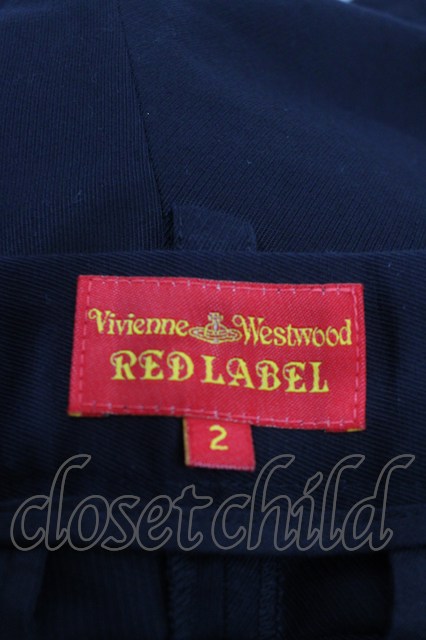 Vivienne Westwood
RED LABEL
2
closetchild